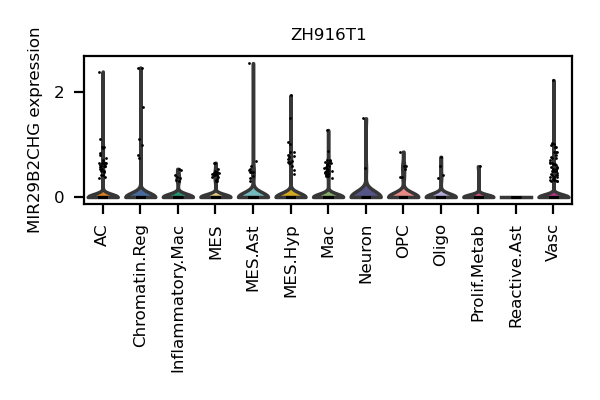 ZH916T1
MIR29B2CHG expression
2
0
AC
Chromatin.Reg
Inflammatory.Mac
MES
MES.Ast
MES.Hyp
Mac
Neuron
OPC
Oligo
Prolif.Metab
Reactive.Ast
Vasc